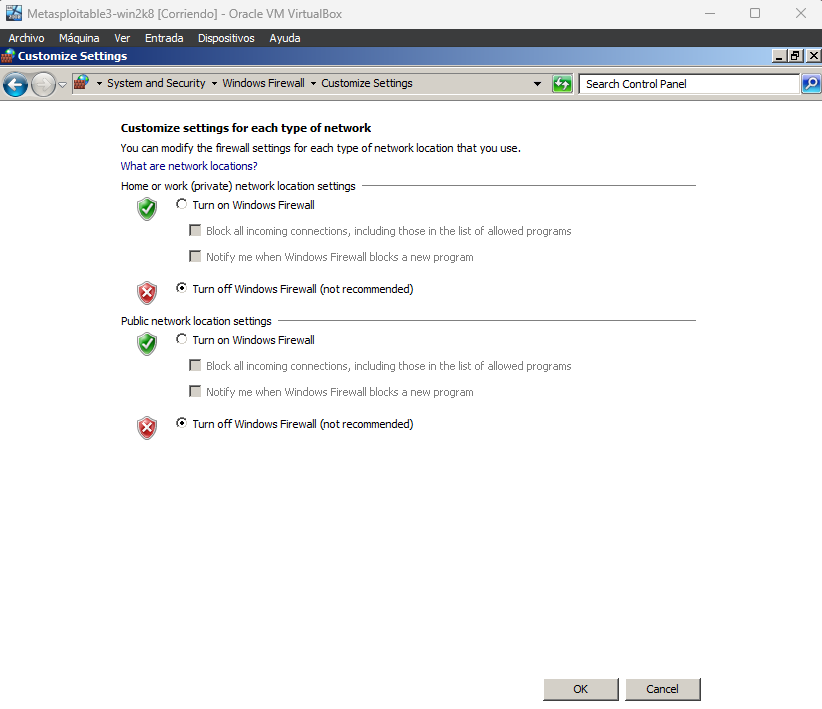 Metasploitable3-win2k8 [Corriendo] - Oracle VM VirtualBox
Archivo Máquina Ver Entrada Dispositivos Ayuda
Customize Settings
System and Security Windows Firewall Customize Settings Search Control Panel
Customize settings for each type of network
You can modify the firewall settings for each type of network location that you use.
What are network locations?
Home or work (private) network location settings
Turn on Windows Firewall
Block all incoming connections, including those in the list of allowed programs
Notify me when Windows Firewall blocks a new program
Turn off Windows Firewall (not recommended)
Public network location settings
Turn on Windows Firewall
Block all incoming connections, including those in the list of allowed programs
Notify me when Windows Firewall blocks a new program
Turn off Windows Firewall (not recommended)
OK Cancel